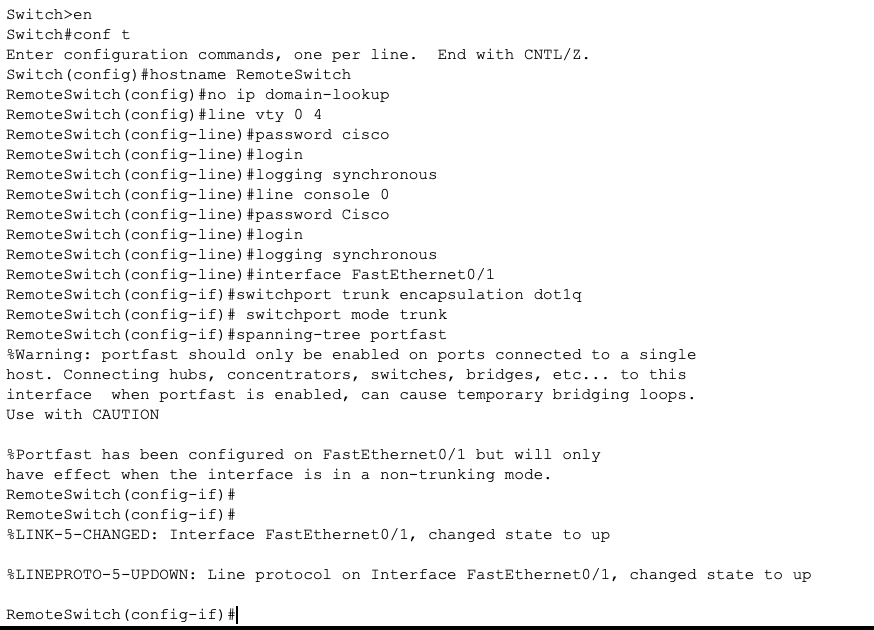 Switch>en
Switch#conf t
Enter configuration commands, one per line.  End with CNTL/Z.
Switch(config)#hostname RemoteSwitch
RemoteSwitch(config)#no ip domain-lookup
RemoteSwitch(config)#line vty 0 4
RemoteSwitch(config-line)#password cisco
RemoteSwitch(config-line)#login
RemoteSwitch(config-line)#logging synchronous
RemoteSwitch(config-line)#line console 0
RemoteSwitch(config-line)#password Cisco
RemoteSwitch(config-line)#login
RemoteSwitch(config-line)#logging synchronous
RemoteSwitch(config-line)#interface FastEthernet0/1
RemoteSwitch(config-if)#switchport trunk encapsulation dot1q
RemoteSwitch(config-if)# switchport mode trunk
RemoteSwitch(config-if)#spanning-tree portfast
%Warning: portfast should only be enabled on ports connected to a single
host. Connecting hubs, concentrators, switches, bridges, etc... to this
interface  when portfast is enabled, can cause temporary bridging loops.
Use with CAUTION

%Portfast has been configured on FastEthernet0/1 but will only
have effect when the interface is in a non-trunking mode.
RemoteSwitch(config-if)#
RemoteSwitch(config-if)#
%LINK-5-CHANGED: Interface FastEthernet0/1, changed state to up

%LINEPROTO-5-UPDOWN: Line protocol on Interface FastEthernet0/1, changed state to up

RemoteSwitch(config-if)#